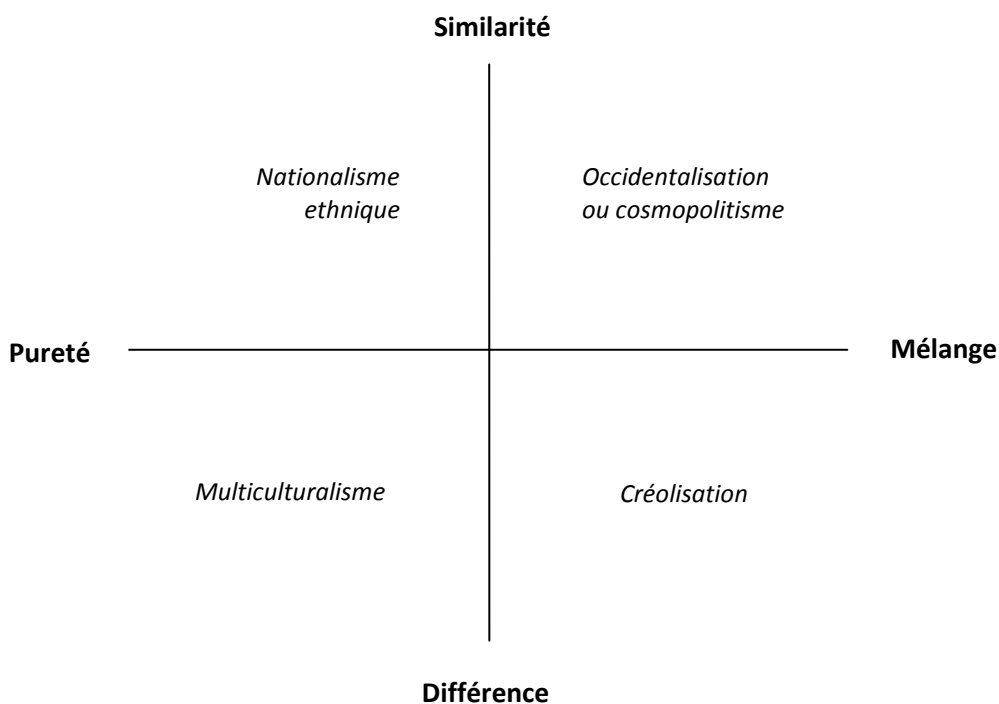 Similarité
Nationalisme
ethnique
Occidentalisation
ou cosmopolitisme
Pureté
Mélange
Multiculturalisme
Créolisation
Différence